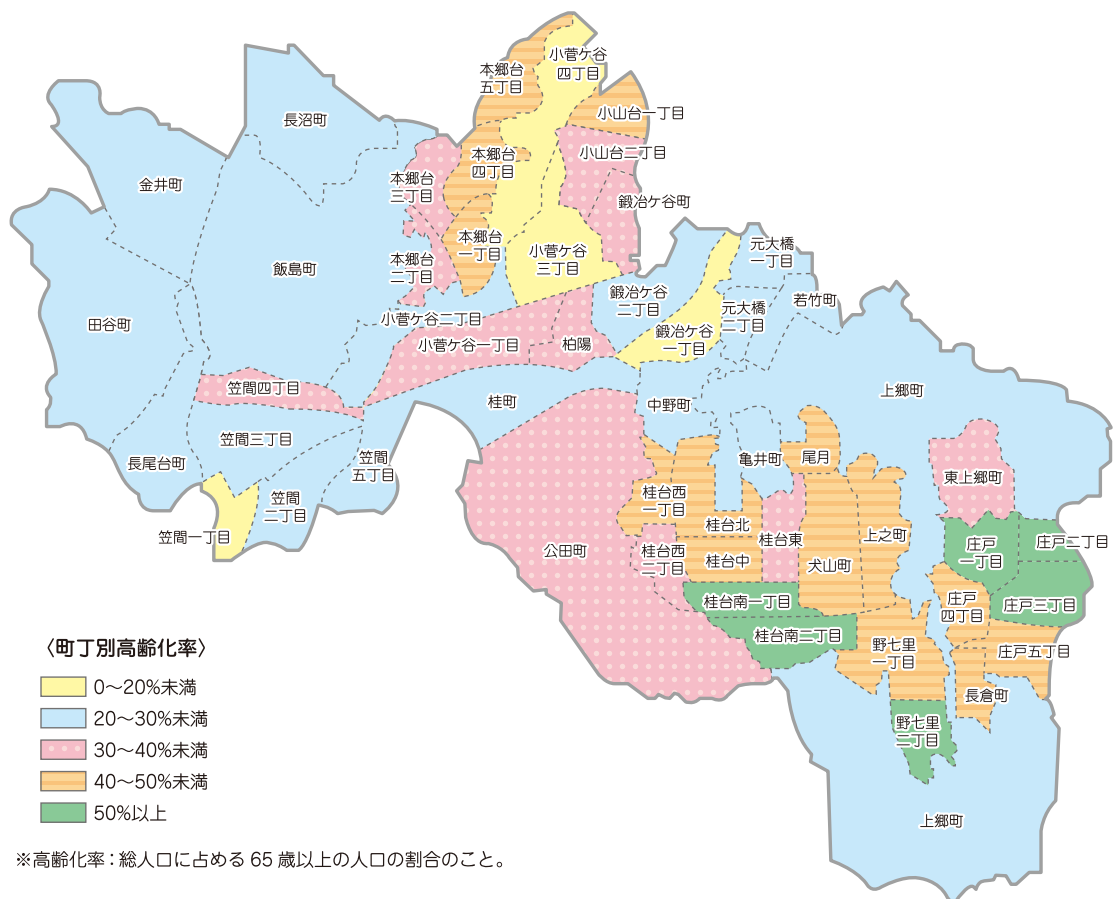 小菅ケ谷
四丁目
本郷台
五丁目
小山台一丁目
長沼町
本郷台
四丁目
小山台二丁目
金井町
本郷台
三丁目
鍛冶ケ谷町
本郷台
一丁目
小菅ケ谷
三丁目
元大橋
一丁目
飯島町
本郷台
二丁目
鍛冶ケ谷
二丁目
若竹町
元大橋
二丁目
田谷町
小菅ケ谷二丁目
鍛冶ケ谷
一丁目
小菅ケ谷一丁目
柏陽
笠間四丁目
上郷町
桂町
中野町
笠間三丁目
長尾台町
笠間
五丁目
亀井町
尾月
東上郷町
笠間
二丁目
桂台西
一丁目
笠間一丁目
桂台北
桂台東
上之町
庄戸
一丁目
庄戸二丁目
公田町
桂台西
二丁目
桂台中
犬山町
桂台南一丁目
庄戸
四丁目
庄戸三丁目
桂台南二丁目
野七里
一丁目
庄戸五丁目
長倉町
野七里
二丁目
上郷町
〈町丁別高齢化率〉
0〜20%未満
20〜30%未満
30〜40%未満
40〜50%未満
50%以上
※高齢化率：総人口に占める 65 歳以上の人口の割合のこと。